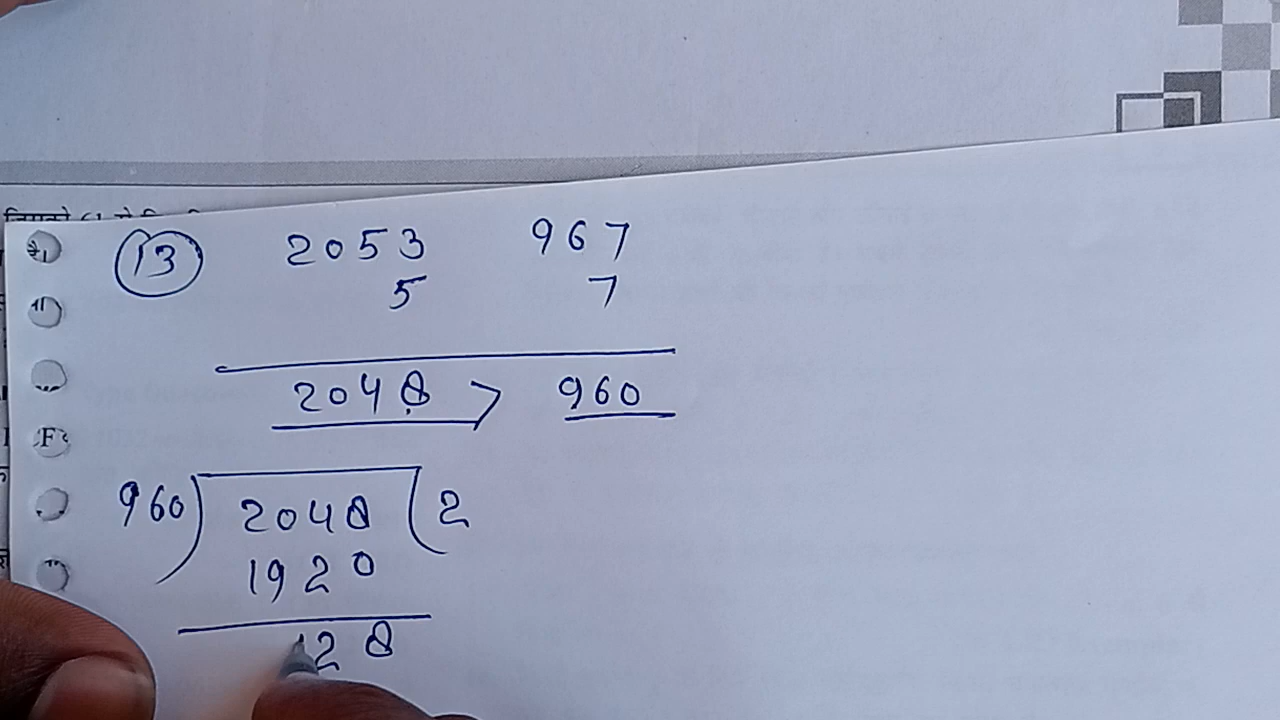 13 2053 967
5 7
2048 > 960
960 ) 2048 ( 2
1920
128